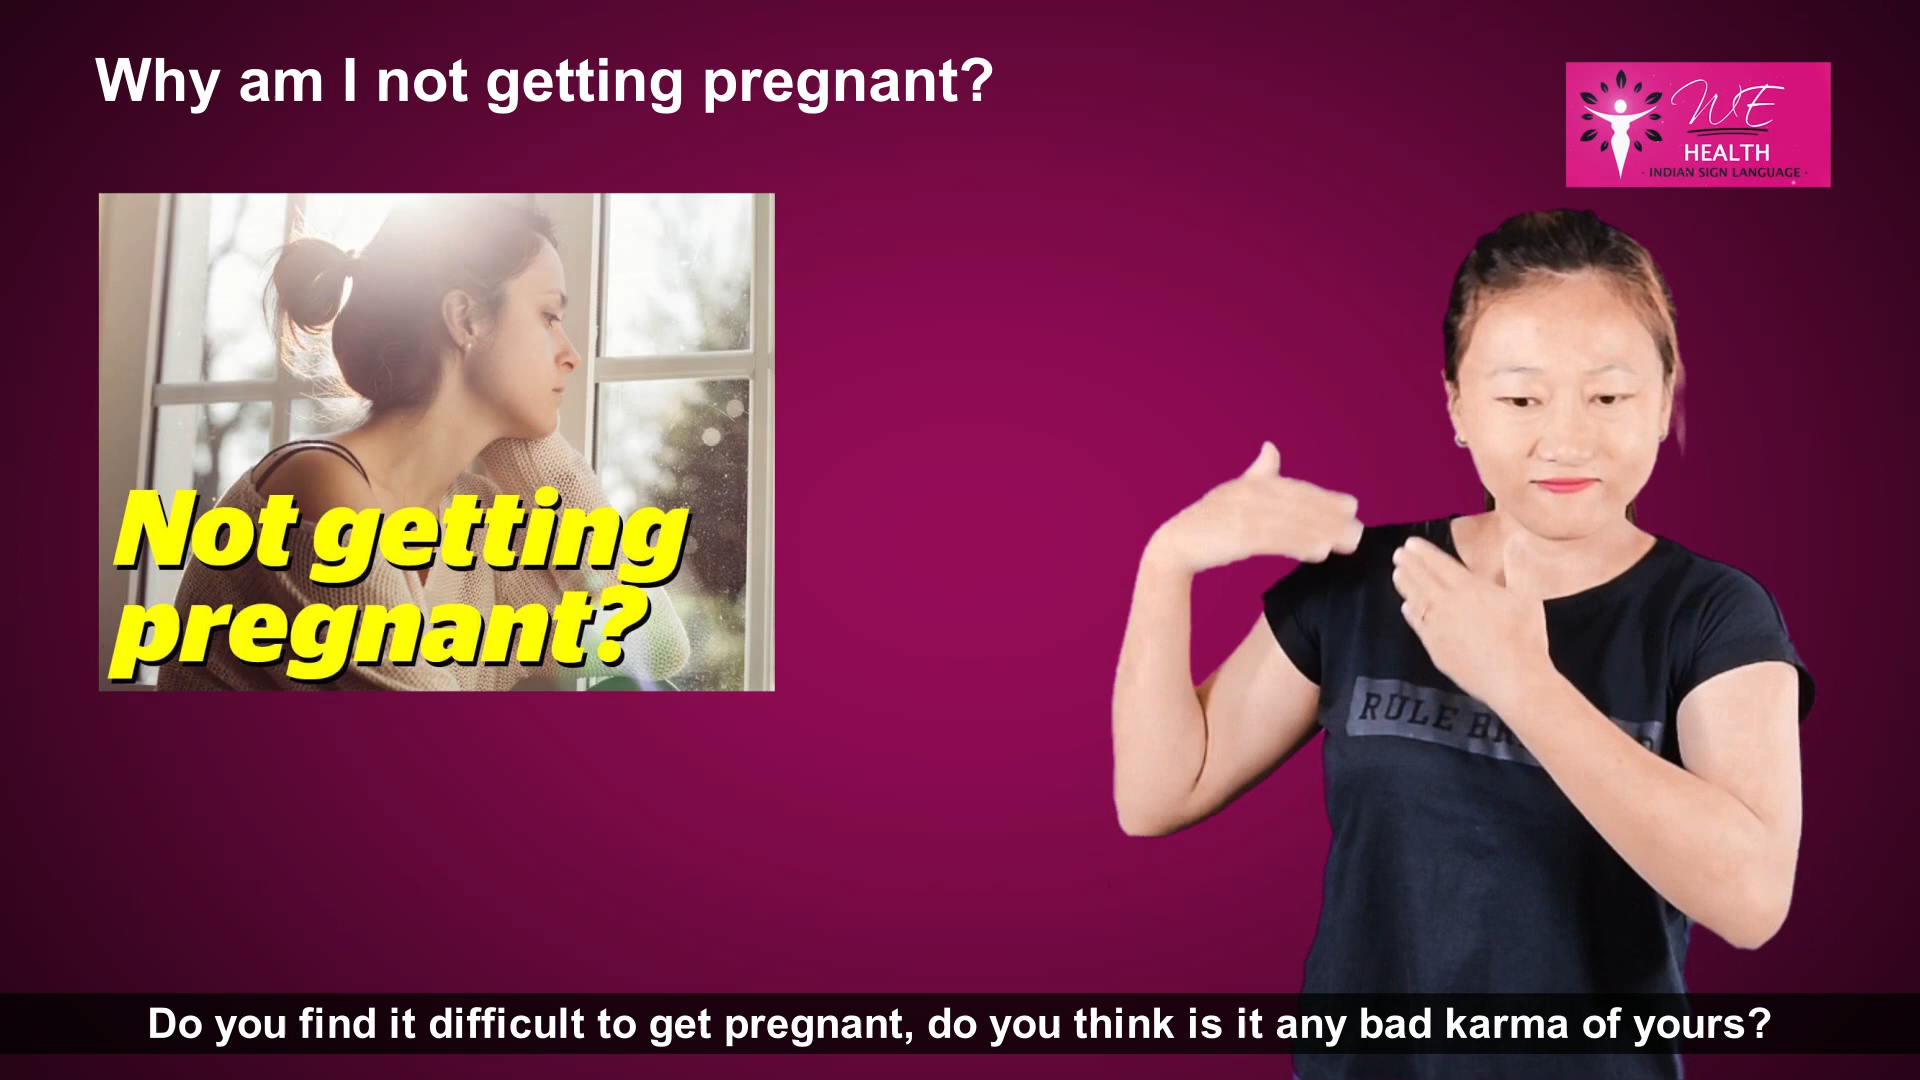 Why am I not getting pregnant?
WE
HEALTH
- INDIAN SIGN LANGUAGE -
Not getting
pregnant?
RULE
Do you find it difficult to get pregnant, do you think is it any bad karma of yours?